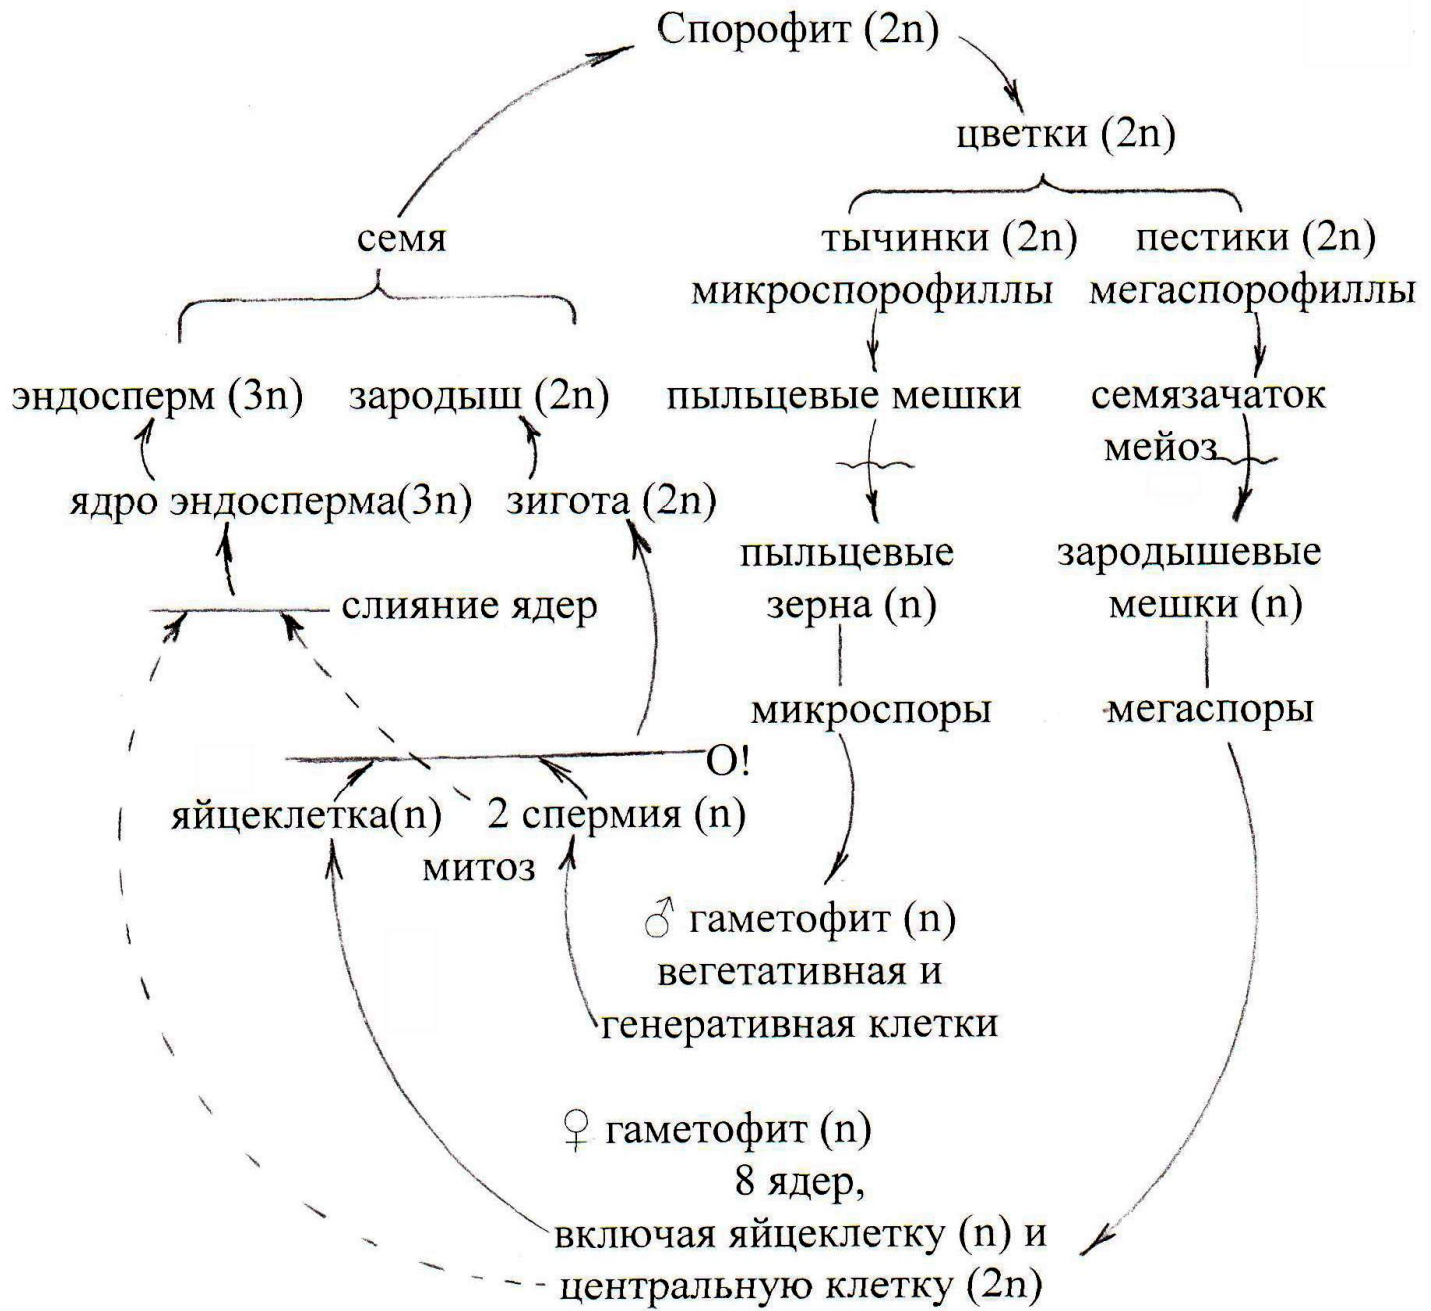 Спорофит (2n)
цветки (2n)
тычинки (2n) пестики (2n)
микроспорофиллы мегаспорофиллы
семя
эндосперм (3n) зародыш (2n)
пыльцевые мешки семязачаток
мейоз
ядро эндосперма(3n) зигота (2n)
пыльцевые
зерна (n)
зародышевые
мешки (n)
слияние ядер
микроспоры мегаспоры
О!
яйцеклетка(n) 2 спермия (n)
митоз
♂ гаметофит (n)
вегетативная и
генеративная клетки
♀ гаметофит (n)
8 ядер,
включая яйцеклетку (n) и
центральную клетку (2n)